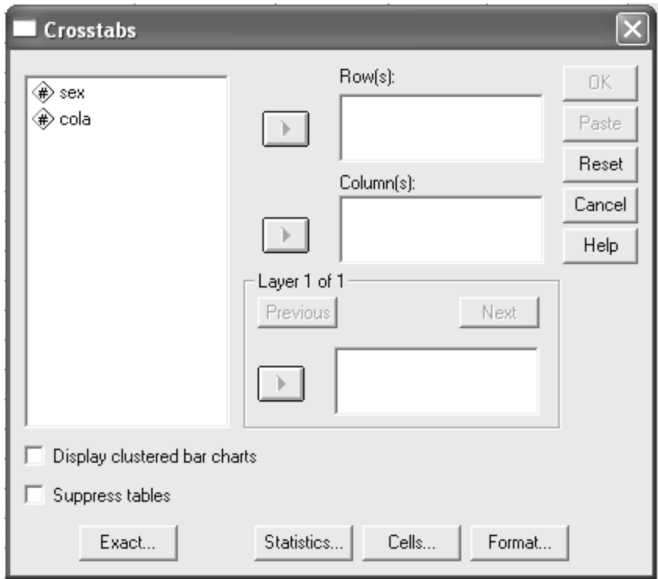 Crosstabs
# sex
# cola
Row(s):
Column(s):
Layer 1 of 1
Previous
Next
OK
Paste
Reset
Cancel
Help
Display clustered bar charts
Suppress tables
Exact...
Statistics...
Cells...
Format...